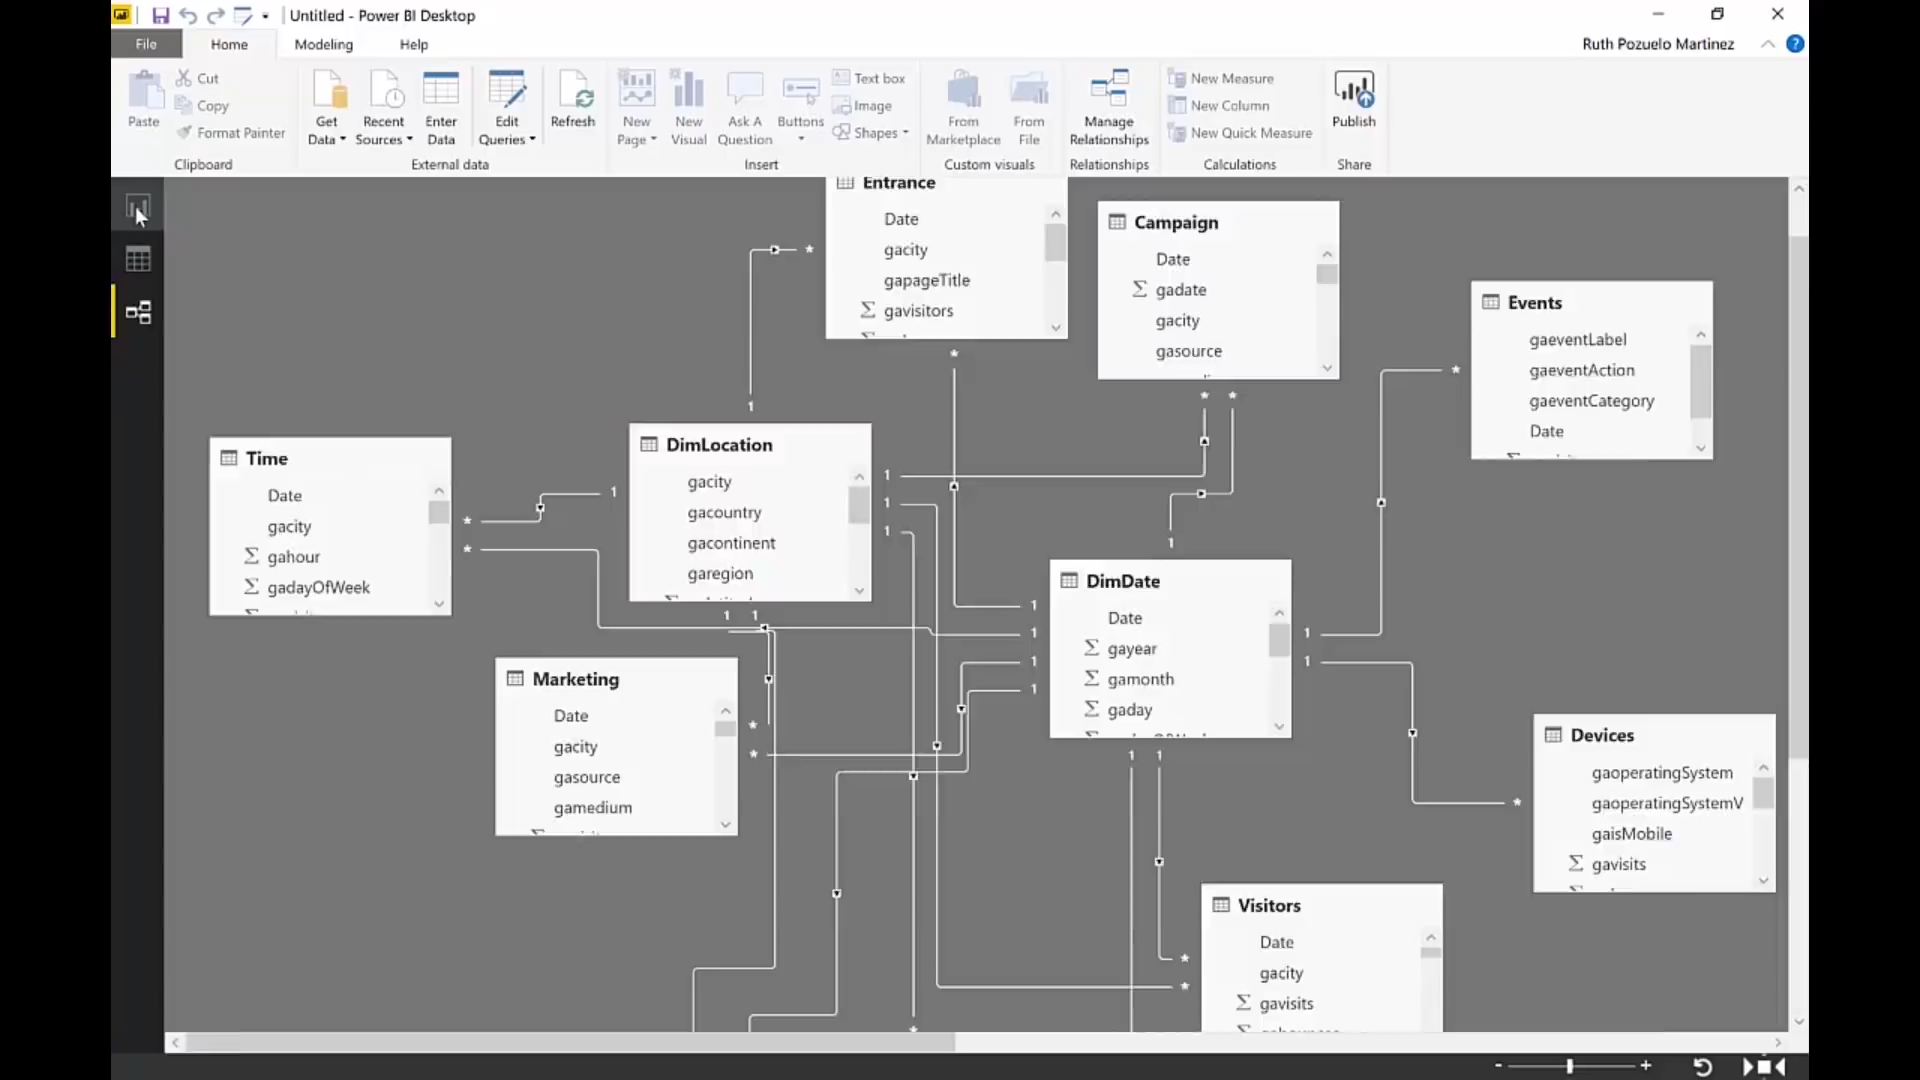 Untitled - Power BI Desktop
File Home Modeling Help Ruth Pozuelo Martinez ?
Paste
Cut
Copy
Format Painter
Clipboard
Get Data
Recent Sources
Enter Data
Edit Queries
Refresh
External data
New Page
New Visual
Ask A Question
Buttons
Text box
Image
Shapes
Insert
From Marketplace
From File
Custom visuals
Manage Relationships
Relationships
New Measure
New Column
New Quick Measure
Calculations
Publish
Share
Entrance
Date
gacity
gapageTitle
Σ gavisitors
Campaign
Date
Σ gadate
gacity
gasource
Events
gaeventLabel
gaeventAction
gaeventCategory
Date
Time
Date
gacity
Σ gahour
Σ gadayOfWeek
DimLocation
gacity
gacountry
gacontinent
garegion
DimDate
Date
Σ gayear
Σ gamonth
Σ gaday
Marketing
Date
gacity
gasource
gamedium
Devices
gaoperatingSystem
gaoperatingSystemV
gaisMobile
Σ gavisits
Visitors
Date
gacity
Σ gavisits